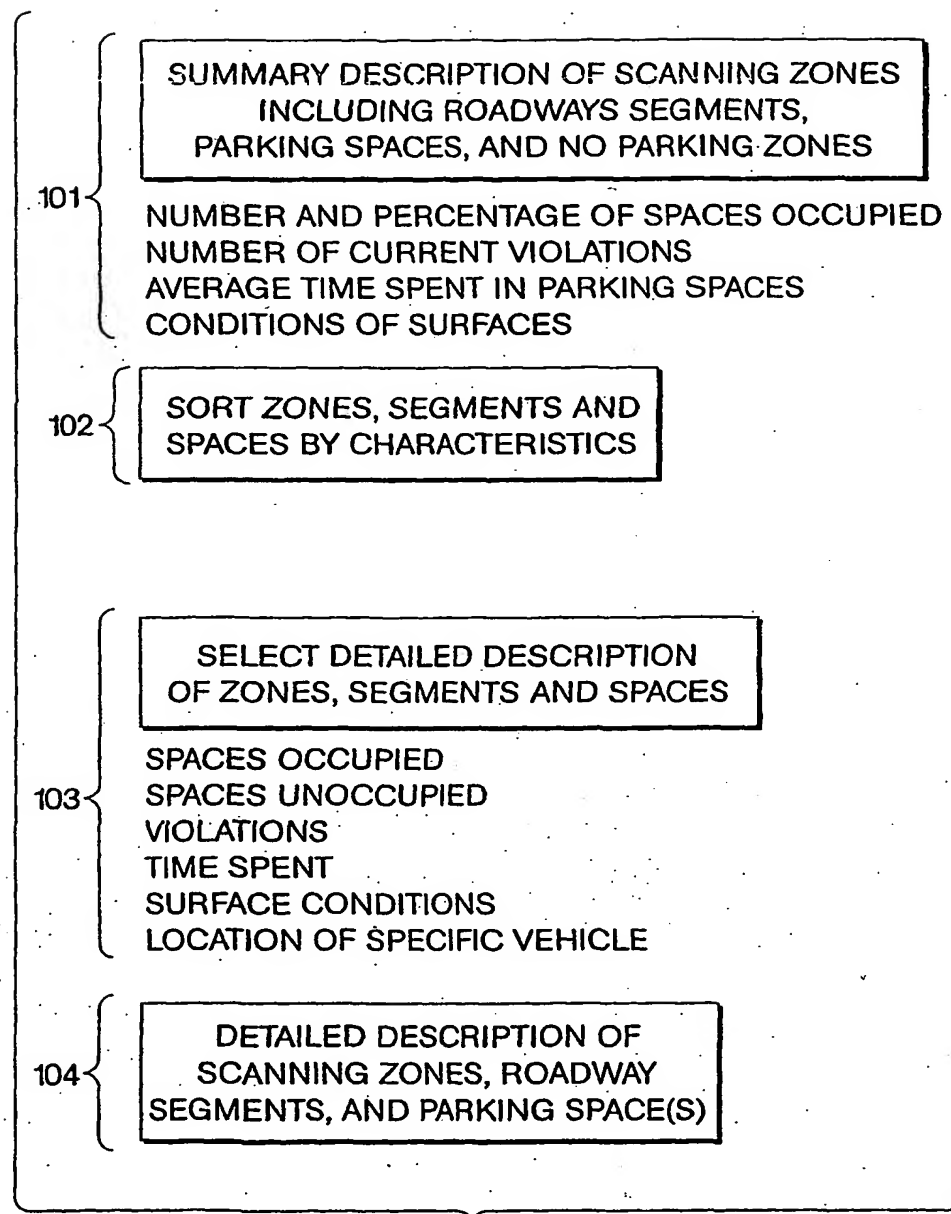 SUMMARY DESCRIPTION OF SCANNING ZONES
INCLUDING ROADWAYS SEGMENTS,
PARKING SPACES, AND NO PARKING ZONES
101
NUMBER AND PERCENTAGE OF SPACES OCCUPIED
NUMBER OF CURRENT VIOLATIONS
AVERAGE TIME SPENT IN PARKING SPACES
CONDITIONS OF SURFACES
102
SORT ZONES, SEGMENTS AND
SPACES BY CHARACTERISTICS
SELECT DETAILED DESCRIPTION
OF ZONES, SEGMENTS AND SPACES
103
SPACES OCCUPIED
SPACES UNOCCUPIED
VIOLATIONS
TIME SPENT
SURFACE CONDITIONS
LOCATION OF SPECIFIC VEHICLE
104
DETAILED DESCRIPTION OF
SCANNING ZONES, ROADWAY
SEGMENTS, AND PARKING SPACE(S)